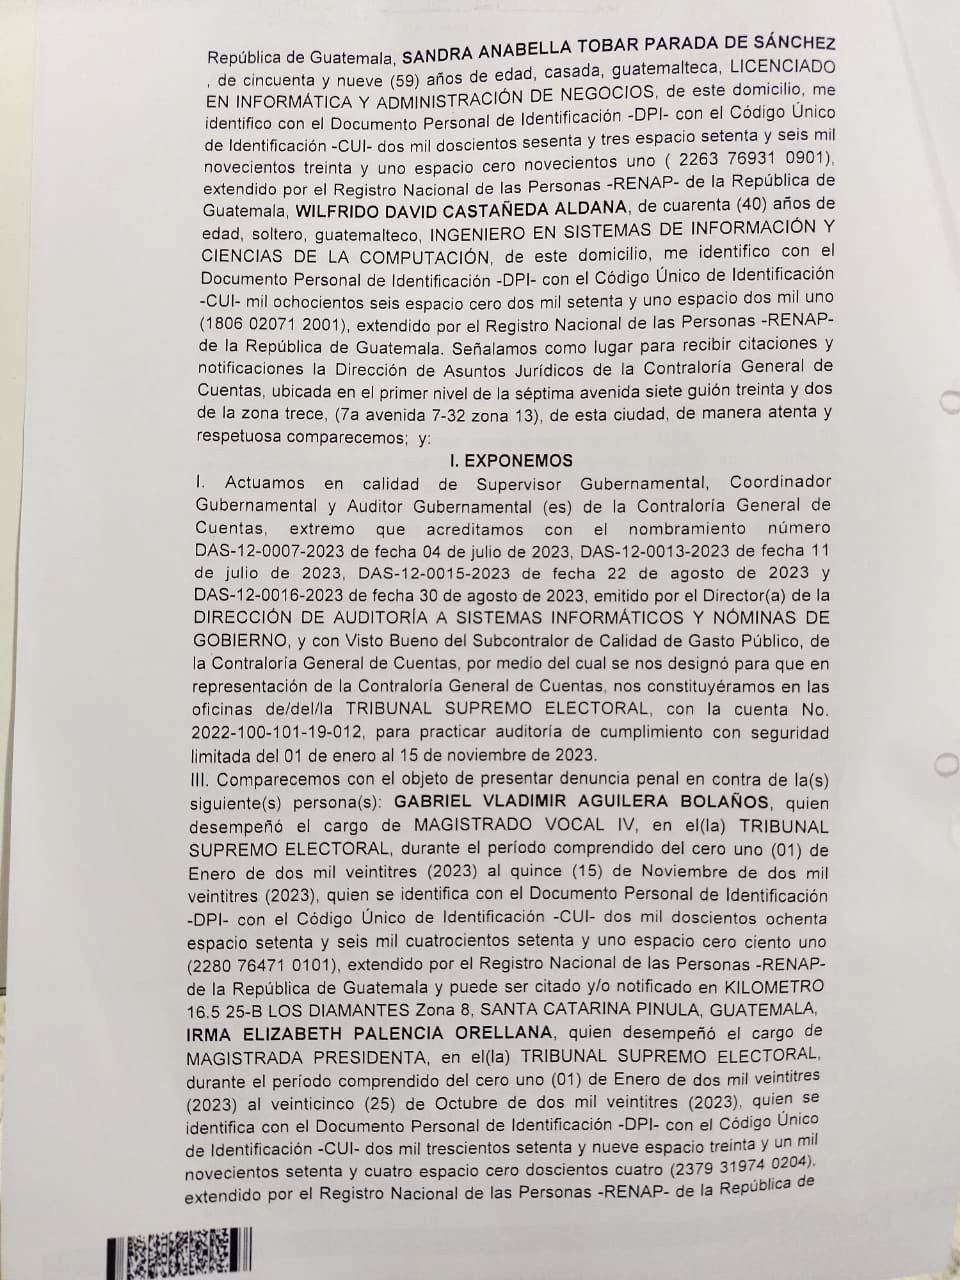 República de Guatemala, SANDRA ANABELLA TOBAR PARADA DE SÁNCHEZ
, de cincuenta y nueve (59) años de edad, casada, guatemalteca, LICENCIADO
EN INFORMÁTICA Y ADMINISTRACIÓN DE NEGOCIOS, de este domicilio, me
identifico con el Documento Personal de Identificación -DPI- con el Código Único
de Identificación -CUI- dos mil doscientos sesenta y tres espacio setenta y seis mil
novecientos treinta y uno espacio cero novecientos uno ( 2263 76931 0901),
extendido por el Registro Nacional de las Personas -RENAP- de la República de
Guatemala, WILFRIDO DAVID CASTAÑEDA ALDANA, de cuarenta (40) años de
edad, soltero, guatemalteco, INGENIERO EN SISTEMAS DE INFORMACIÓN Y
CIENCIAS DE LA COMPUTACIÓN, de este domicilio, me identifico con el
Documento Personal de Identificación -DPI- con el Código Único de Identificación
-CUI- mil ochocientos seis espacio cero dos mil setenta y uno espacio dos mil uno
(1806 02071 2001), extendido por el Registro Nacional de las Personas -RENAP-
de la República de Guatemala. Señalamos como lugar para recibir citaciones y
notificaciones la Dirección de Asuntos Jurídicos de la Contraloría General de
Cuentas, ubicada en el primer nivel de la séptima avenida siete guión treinta y dos
de la zona trece, (7a avenida 7-32 zona 13), de esta ciudad, de manera atenta y
respetuosa comparecemos; y:
I. EXPONEMOS
I. Actuamos en calidad de Supervisor Gubernamental, Coordinador
Gubernamental y Auditor Gubernamental (es) de la Contraloría General de
Cuentas, extremo que acreditamos con el nombramiento número
DAS-12-0007-2023 de fecha 04 de julio de 2023, DAS-12-0013-2023 de fecha 11
de julio de 2023, DAS-12-0015-2023 de fecha 22 de agosto de 2023 y
DAS-12-0016-2023 de fecha 30 de agosto de 2023, emitido por el Director(a) de la
DIRECCIÓN DE AUDITORÍA A SISTEMAS INFORMÁTICOS Y NÓMINAS DE
GOBIERNO, y con Visto Bueno del Subcontralor de Calidad de Gasto Público, de
la Contraloría General de Cuentas, por medio del cual se nos designó para que en
representación de la Contraloría General de Cuentas, nos constituyéramos en las
oficinas de/del/la TRIBUNAL SUPREMO ELECTORAL, con la cuenta No.
2022-100-101-19-012, para practicar auditoría de cumplimiento con seguridad
limitada del 01 de enero al 15 de noviembre de 2023.
III. Comparecemos con el objeto de presentar denuncia penal en contra de la(s)
siguiente(s) persona(s): GABRIEL VLADIMIR AGUILERA BOLAÑOS, quien
desempeñó el cargo de MAGISTRADO VOCAL IV, en el(la) TRIBUNAL
SUPREMO ELECTORAL, durante el período comprendido del cero uno (01) de
Enero de dos mil veintitres (2023) al quince (15) de Noviembre de dos mil
veintitres (2023), quien se identifica con el Documento Personal de Identificación
-DPI- con el Código Único de Identificación -CUI- dos mil doscientos ochenta
espacio setenta y seis mil cuatrocientos setenta y uno espacio cero ciento uno
(2280 76471 0101), extendido por el Registro Nacional de las Personas -RENAP-
de la República de Guatemala y puede ser citado y/o notificado en KILOMETRO
16.5 25-B LOS DIAMANTES Zona 8, SANTA CATARINA PINULA, GUATEMALA,
IRMA ELIZABETH PALENCIA ORELLANA, quien desempeñó el cargo de
MAGISTRADA PRESIDENTA, en el(la) TRIBUNAL SUPREMO ELECTORAL,
durante el período comprendido del cero uno (01) de Enero de dos mil veintitres
(2023) al veinticinco (25) de Octubre de dos mil veintitres (2023), quien se
identifica con el Documento Personal de Identificación -DPI- con el Código Único
de Identificación -CUI- dos mil trescientos setenta y nueve espacio treinta y un mil
novecientos setenta y cuatro espacio cero doscientos cuatro (2379 31974 0204),
extendido por el Registro Nacional de las Personas -RENAP- de la República de